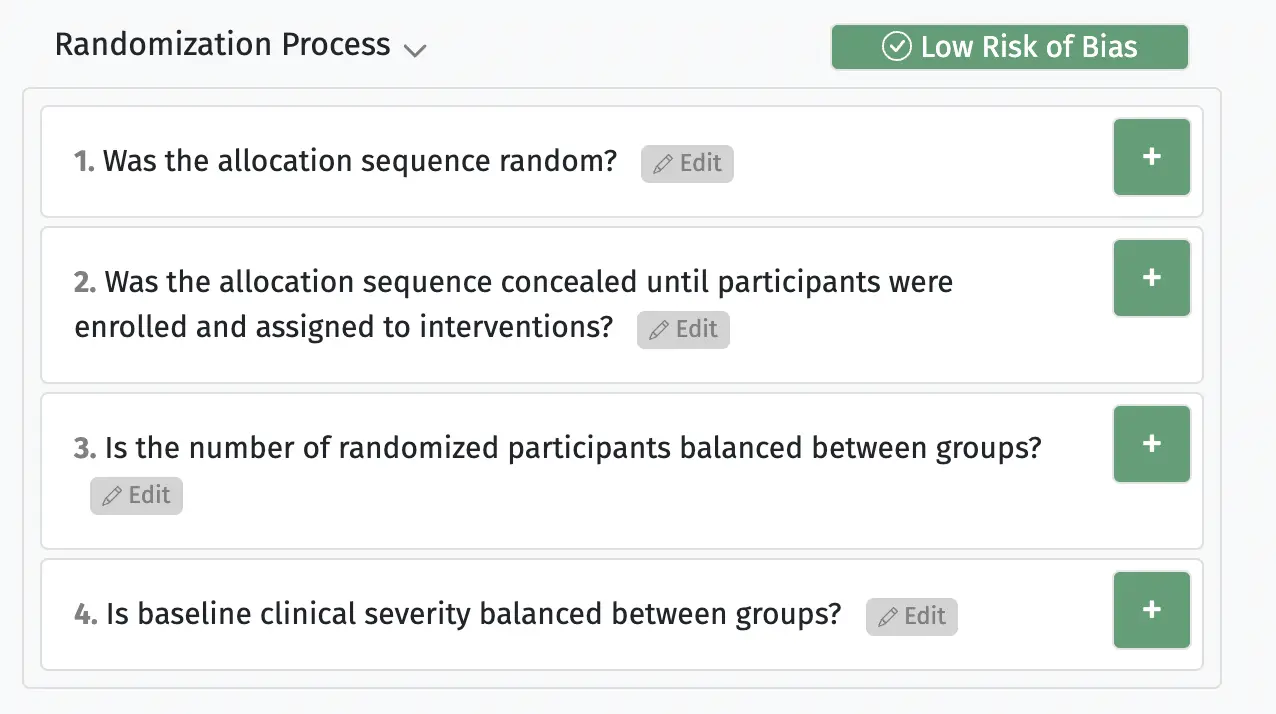 Randomization Process
Low Risk of Bias
1. Was the allocation sequence random? Edit
+
2. Was the allocation sequence concealed until participants were
enrolled and assigned to interventions? Edit
+
3. Is the number of randomized participants balanced between groups?
Edit
+
4. Is baseline clinical severity balanced between groups? Edit
+